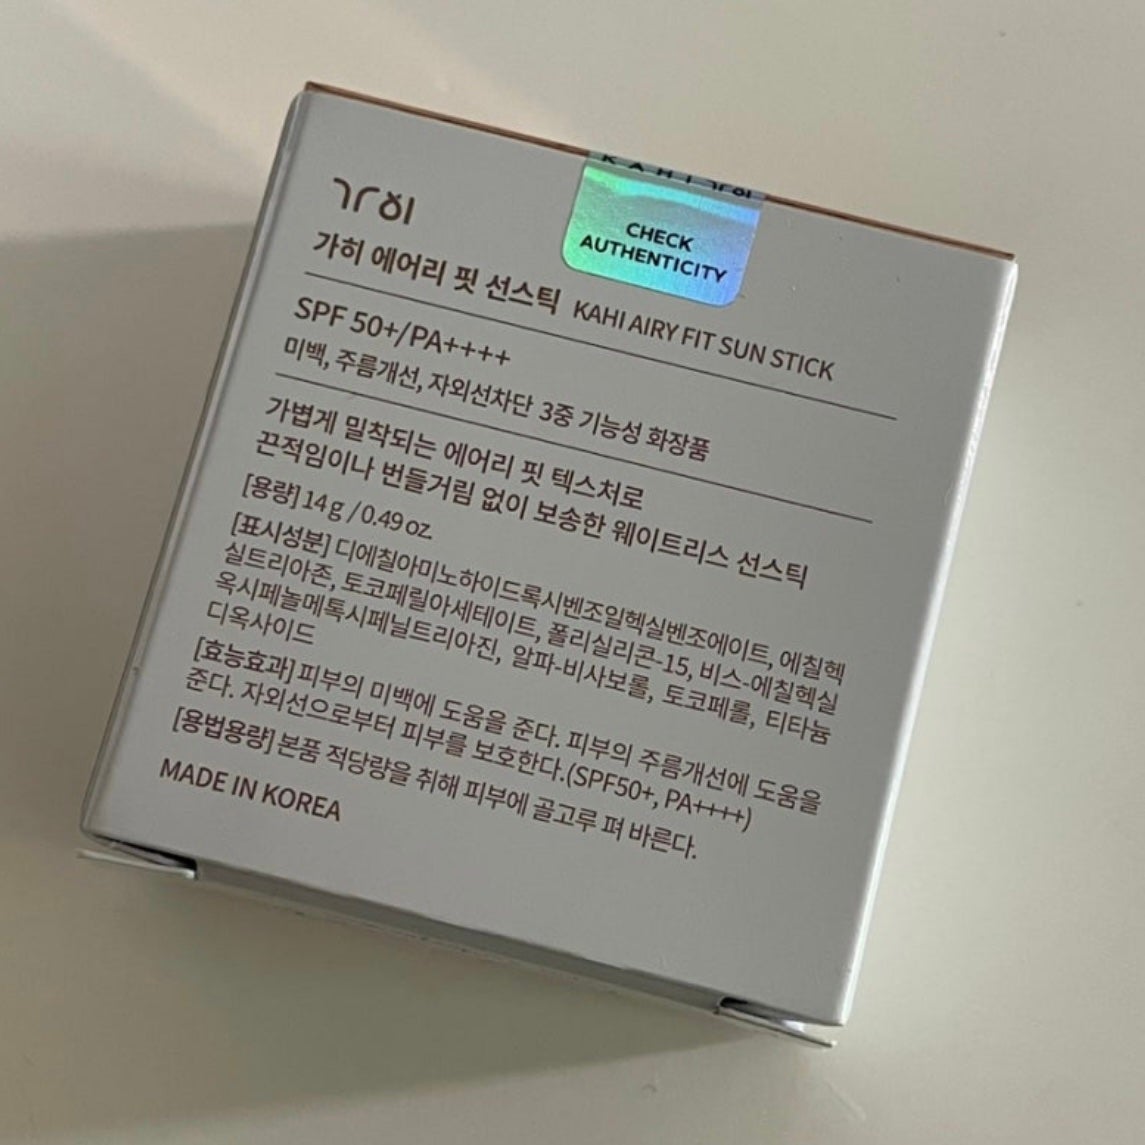 KAHI 가히
CHECK
AUTHENTICITY
가히
가히 에어리 핏 선스틱 KAHI AIRY FIT SUN STICK
SPF 50+/PA++++
미백, 주름개선, 자외선차단 3중 기능성 화장품
가볍게 밀착되는 에어리 핏 텍스처로
끈적임이나 번들거림 없이 보송한 웨이트리스 선스틱
[용량] 14 g / 0.49 oz.
[표시성분] 디에칠아미노하이드록시벤조일헥실벤조에이트, 에칠헥
실트리아존, 토코페릴아세테이트, 폴리실리콘-15, 비스-에칠헥실
옥시페놀메톡시페닐트리아진, 알파-비사보롤, 토코페롤, 티타늄
디옥사이드
[효능효과] 피부의 미백에 도움을 준다. 피부의 주름개선에 도움을
준다. 자외선으로부터 피부를 보호한다.(SPF50+, PA++++)
[용법용량] 본품 적당량을 취해 피부에 골고루 펴 바른다.
MADE IN KOREA